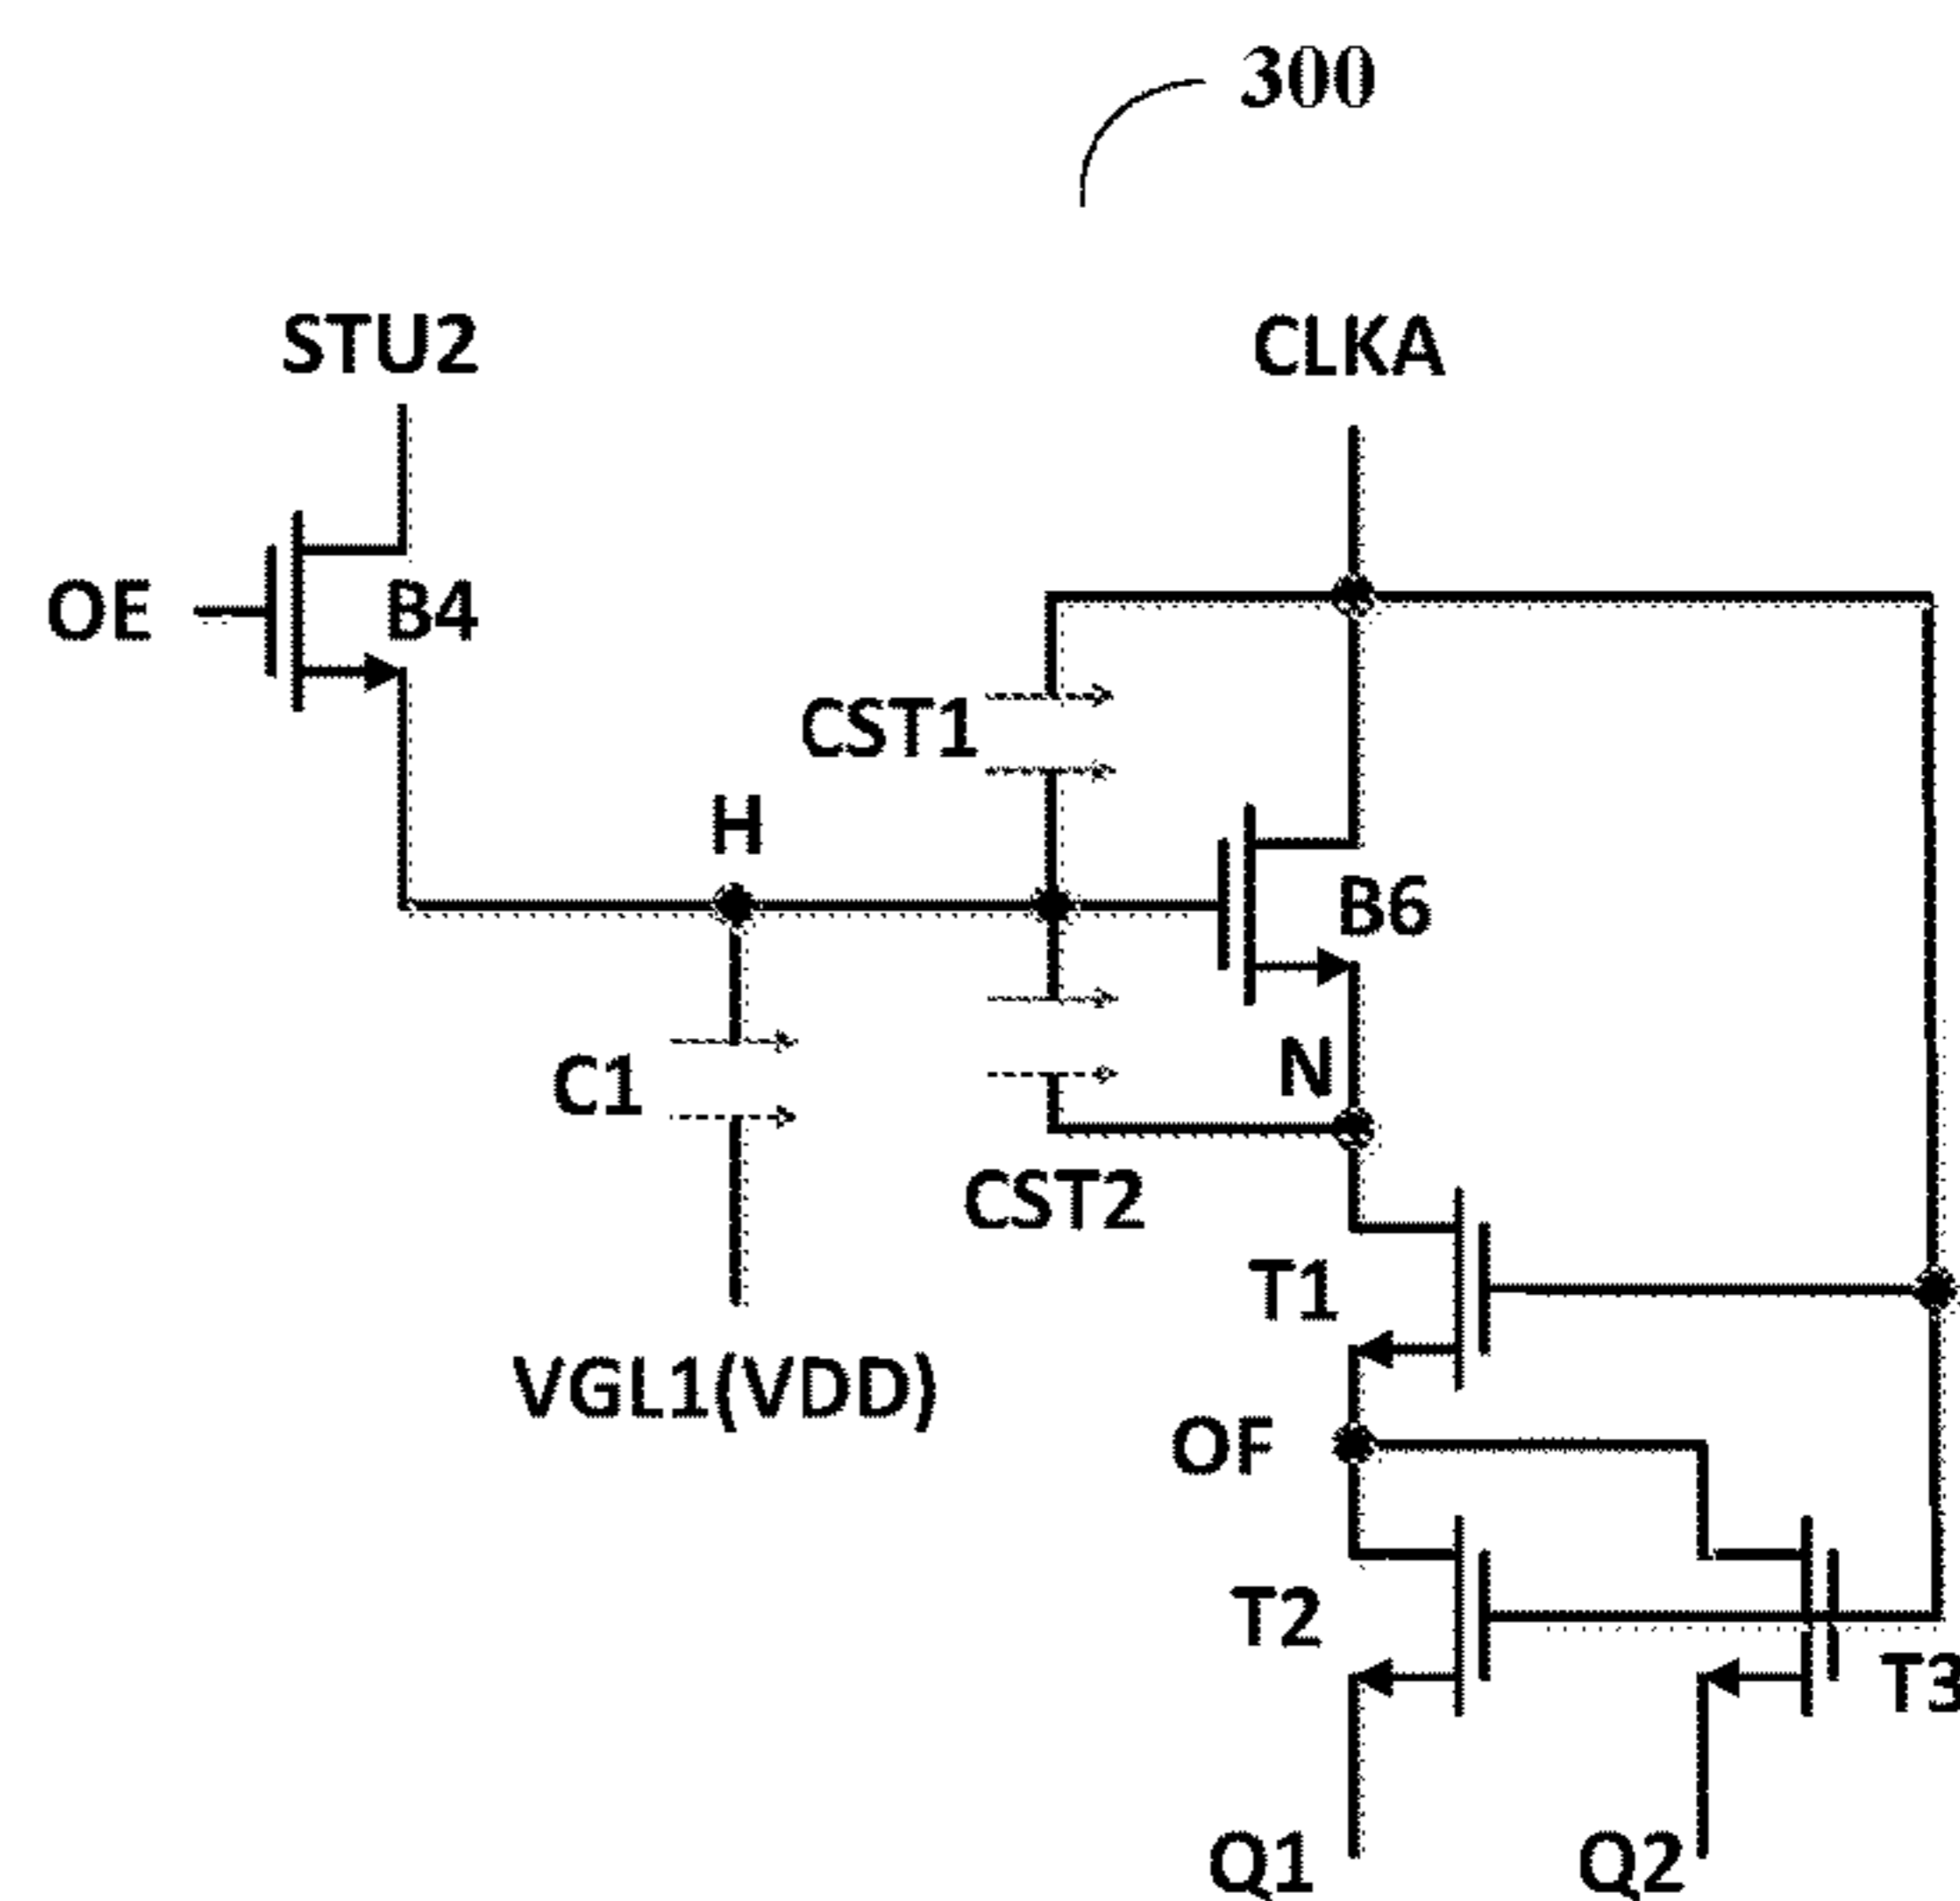 300
STU2
CLKA
OE
B4
CST1
H
B6
N
C1
CST2
T1
VGL1(VDD)
OF
T2
T3
Q1
Q2